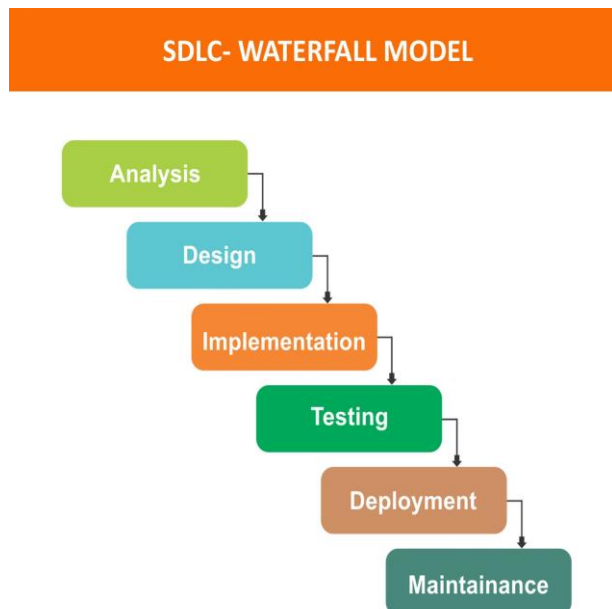 SDLC- WATERFALL MODEL
Analysis
Design
Implementation
Testing
Deployment
Maintainance